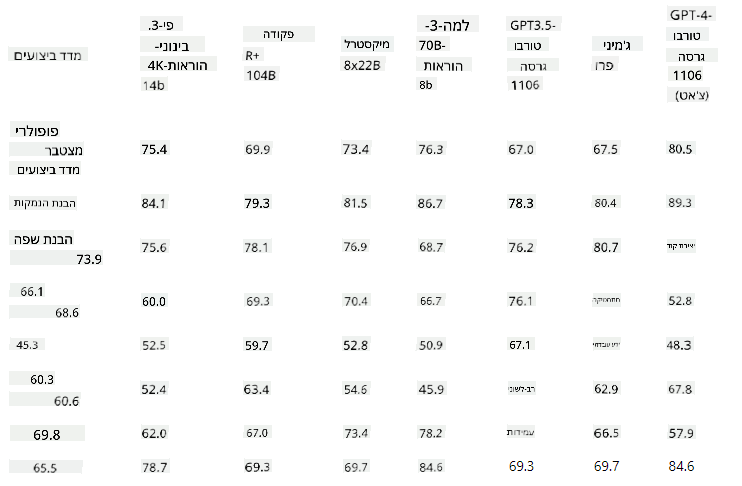 מדד ביצועים
פי-3.
בינוני-
הוראות-4K
14b
פקודה
R+
104B
מיקסטרל
8x22B
למה-3-
70B-
הוראות
8b
GPT3.5-
טורבו
גרסה
1106
ג'מיני
פרו
GPT-4-
טורבו
גרסה
1106
(צ'אט)
פופולרי
מצטבר
מדד ביצועים
75.4 69.9 73.4 76.3 67.0 67.5 80.5
הבנת הנמקות 84.1 79.3 81.5 86.7 78.3 80.4 89.3
הבנת שפה
73.9
75.6 78.1 76.9 68.7 76.2 80.7 יצירת קוד
66.1
68.6
60.0 69.3 70.4 66.7 76.1 מתמטיקה 52.8
45.3 52.5 59.7 52.8 50.9 67.1 ידע עובדתי 48.3
60.3
60.6
52.4 63.4 54.6 45.9 רב-לשוני 62.9 67.8
69.8 62.0 67.0 73.4 78.2 עמידות 66.5 57.9
65.5 78.7 69.3 69.7 84.6 69.3 69.7 84.6